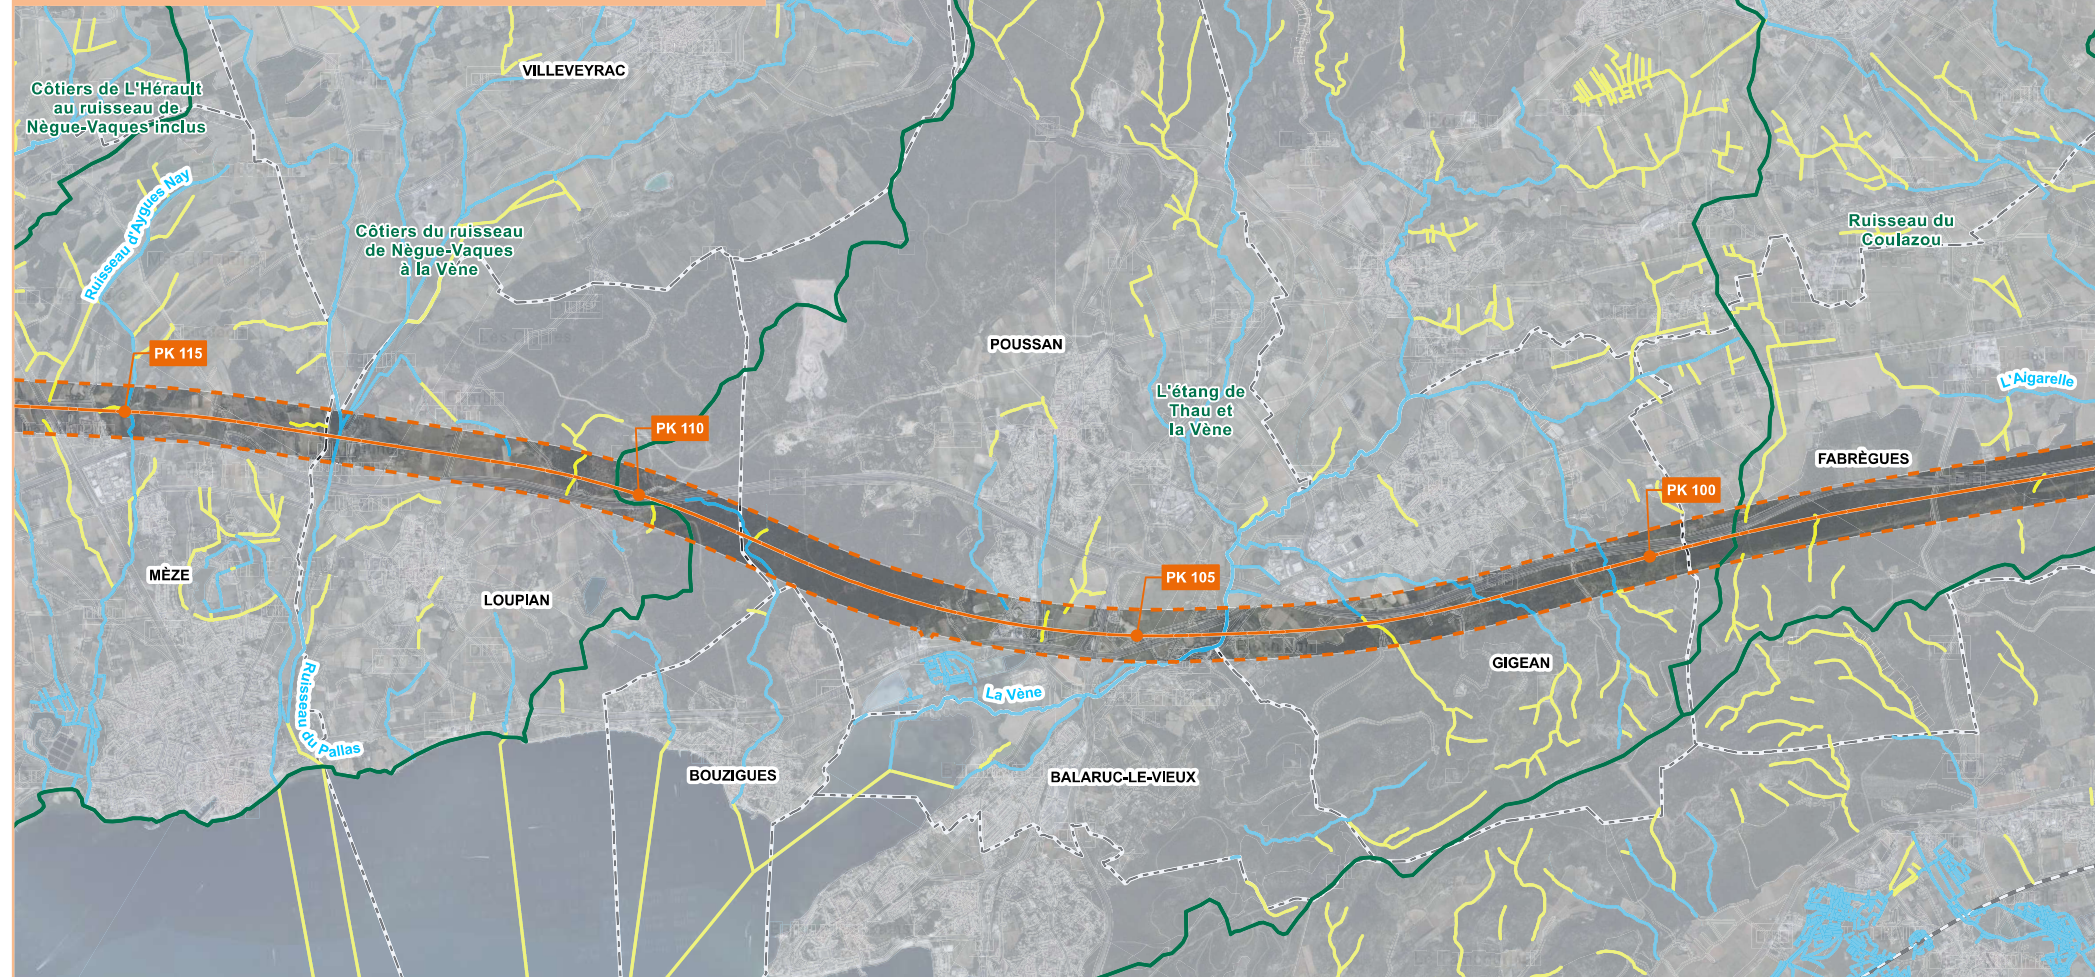 VILLEVEYRAC
Côtiers de L'Hérault
au ruisseau de
Nègue-Vaques inclus
Ruisseau d'Aygues Nay
Côtiers du ruisseau
de Nègue-Vaques
à la Vène
Ruisseau du
Coulazou
PK 115
POUSSAN
L'étang de
Thau et
la Vène
L'Aigarelle
PK 110
FABRÈGUES
PK 100
MÈZE
LOUPIAN
PK 105
GIGEAN
La Vène
Ruisseau du Pallas
BOUZIGUES
BALARUC-LE-VIEUX